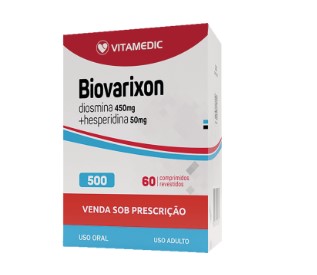 VITAMEDIC
Biovarixon
diosmina 450mg
+hesperidina 50mg
500
60 comprimidos
revestidos
VENDA SOB PRESCRIÇÃO
USO ORAL
USO ADULTO